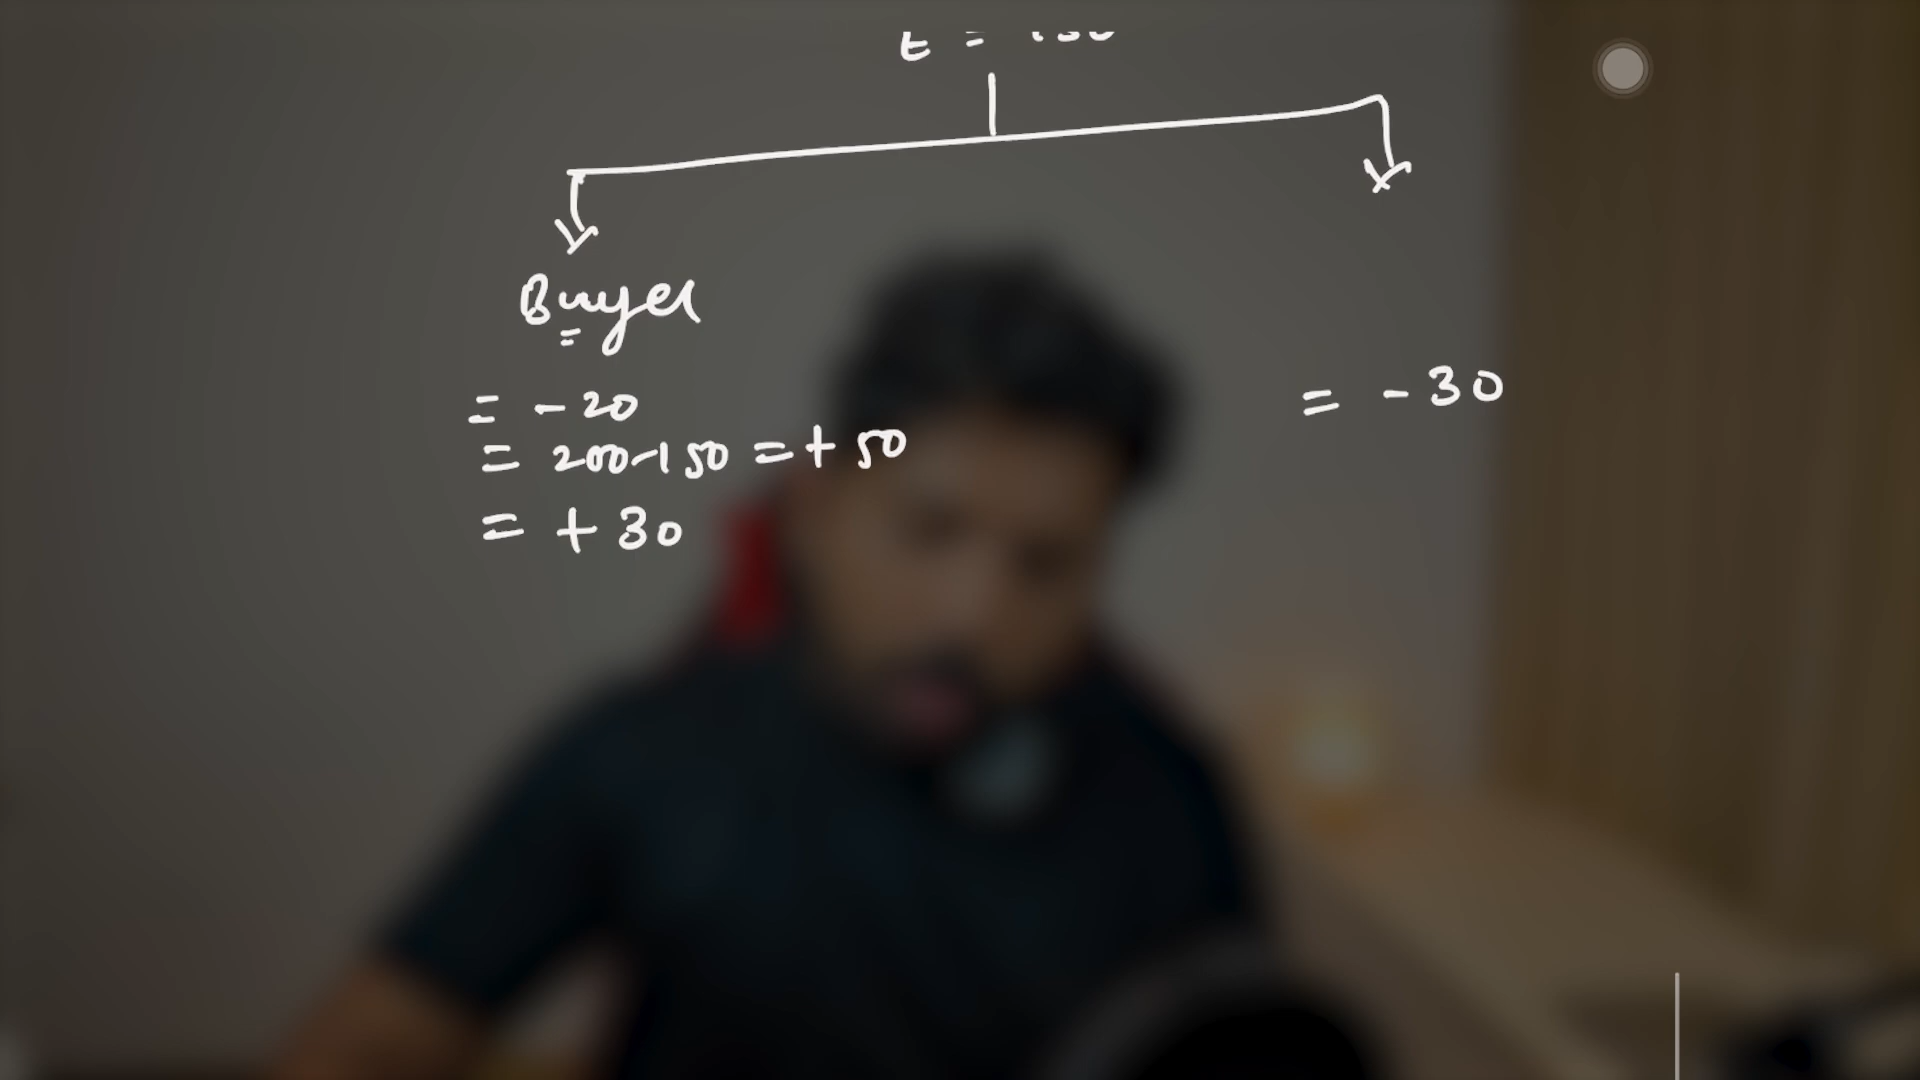 Buyer
= - 20
= 200-150 = + 50
= + 30
= - 30